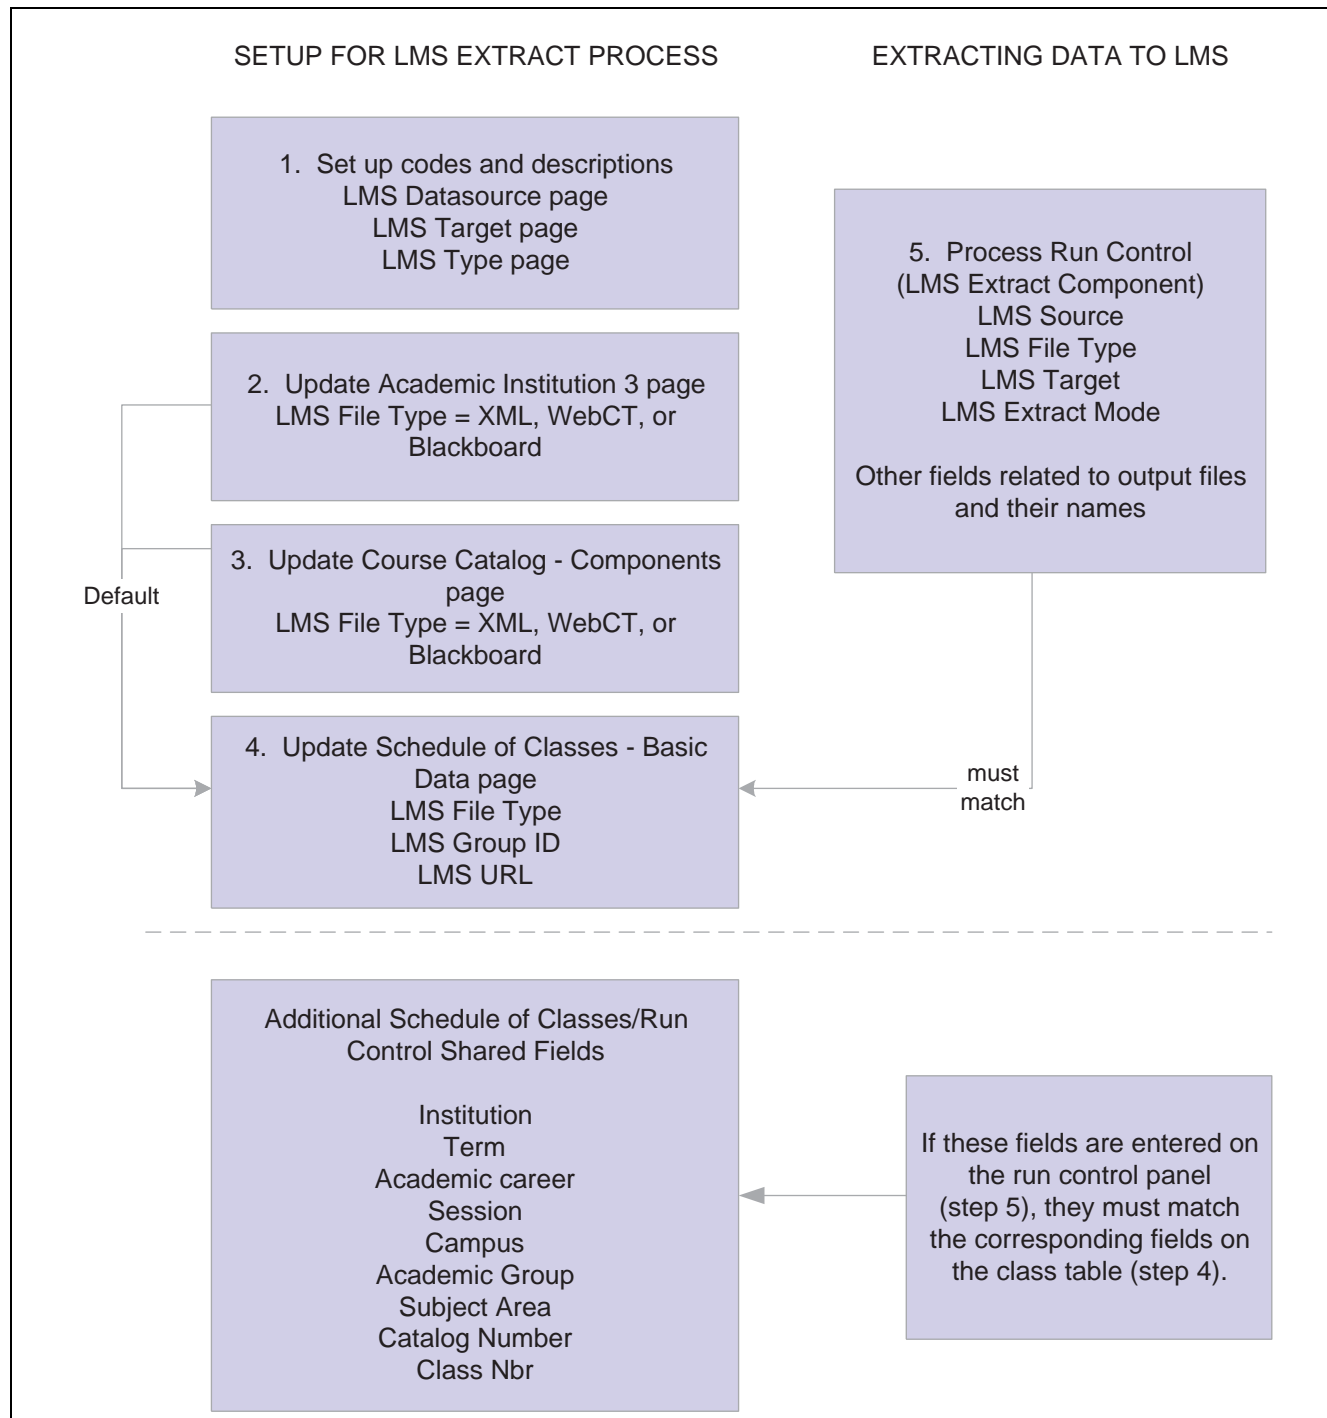 SETUP FOR LMS EXTRACT PROCESS
EXTRACTING DATA TO LMS
1.  Set up codes and descriptions
LMS Datasource page
LMS Target page
LMS Type page
2.  Update Academic Institution 3 page
LMS File Type = XML, WebCT, or
Blackboard
3.  Update Course Catalog - Components
page
LMS File Type = XML, WebCT, or
Blackboard
Default
4.  Update Schedule of Classes - Basic
Data page
LMS File Type
LMS Group ID
LMS URL
5.  Process Run Control
(LMS Extract Component)
LMS Source
LMS File Type
LMS Target
LMS Extract Mode
Other fields related to output files
and their names
must
match
Additional Schedule of Classes/Run
Control Shared Fields
Institution
Term
Academic career
Session
Campus
Academic Group
Subject Area
Catalog Number
Class Nbr
If these fields are entered on
the run control panel
(step 5), they must match
the corresponding fields on
the class table (step 4).